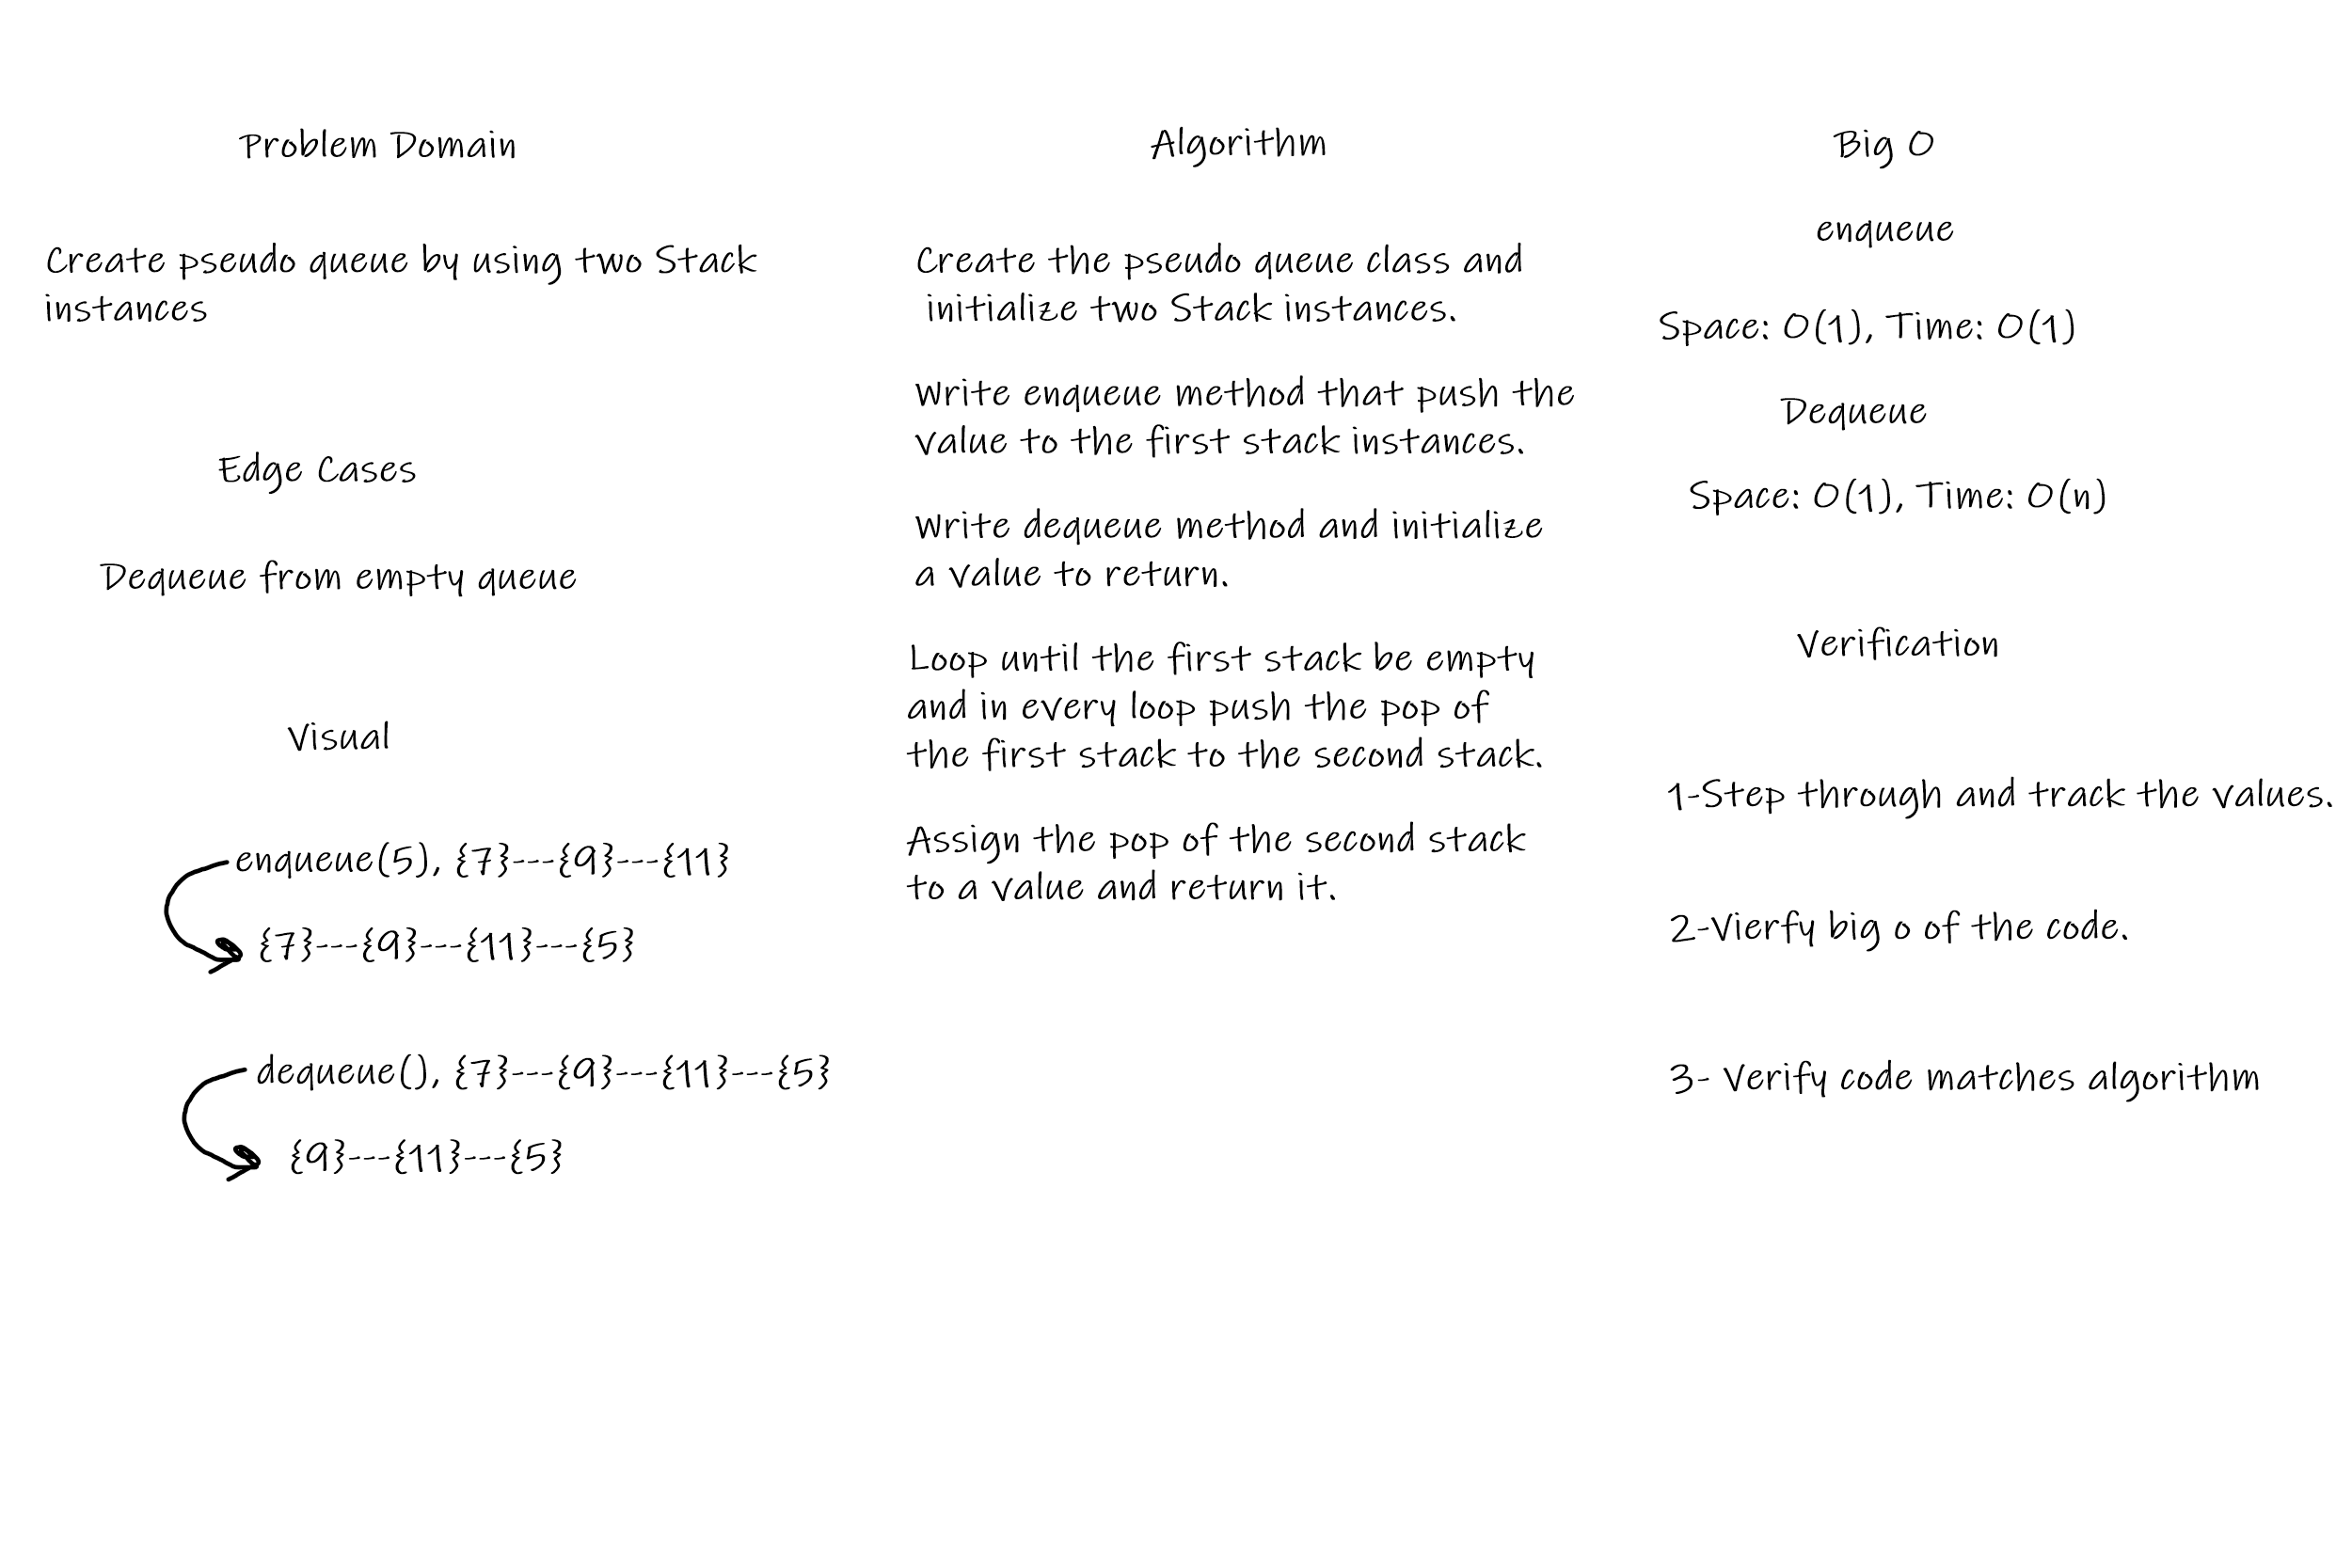 Problem Domain
Create pseudo queue by using two Stack
instances
Edge Cases
Dequeue from empty queue
Visual
enqueue(5), {7}---{9}---{11}
{7}---{9}---{11}---{5}
dequeue(), {7}---{9}---{11}---{5}
{9}---{11}---{5}
Algorithm
Create the pseudo queue class and
initialize two Stack instances.
Write enqueue method that push the
value to the first stack instances.
Write dequeue method and initialize
a value to return.
Loop until the first stack be empty
and in every loop push the pop of
the first stack to the second stack.
Assign the pop of the second stack
to a value and return it.
Big O
enqueue
Space: O(1), Time: O(1)
Dequeue
Space: O(1), Time: O(n)
Verification
1-Step through and track the values.
2-Vierfy big o of the code.
3- Verify code matches algorithm